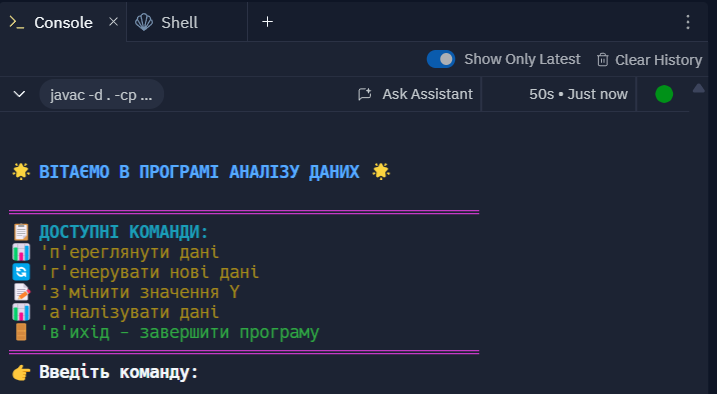 Console
Shell
Show Only Latest
Clear History
javac -d . -cp ...
Ask Assistant
50s • Just now
🌟 ВІТАЄМО В ПРОГРАМІ АНАЛІЗУ ДАНИХ 🌟
📋 ДОСТУПНІ КОМАНДИ:
📊 'п'ереглянути дані
🔄 'г'енерувати нові дані
📝 'з'мінити значення Y
📊 'а'налізувати дані
🚪 'в'ихід - завершити програму
👉 Введіть команду: